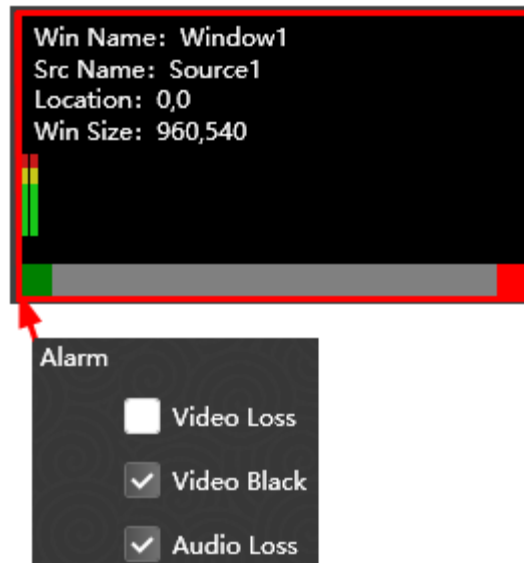 Win Name: Window1
Src Name: Source1
Location: 0,0
Win Size: 960,540
Alarm
Video Loss
Video Black
Audio Loss